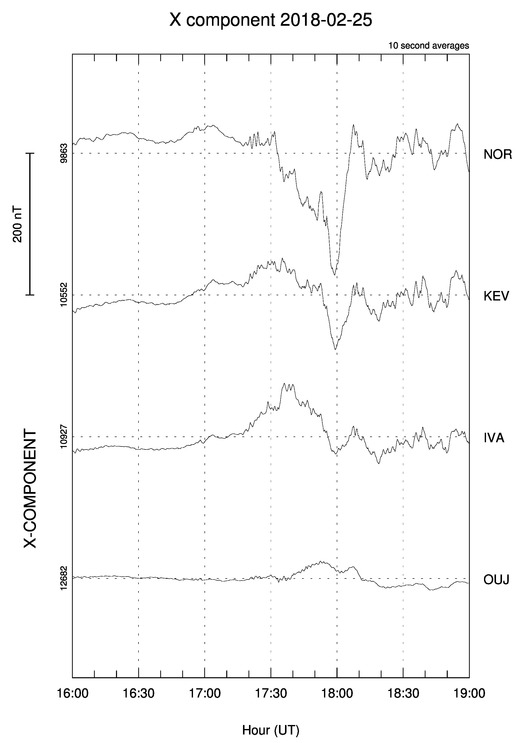 X component 2018-02-25
10 second averages
9863
NOR
200 nT
10552
KEV
10927
IVA
X-COMPONENT
12682
OUJ
16:00 16:30 17:00 17:30 18:00 18:30 19:00
Hour (UT)